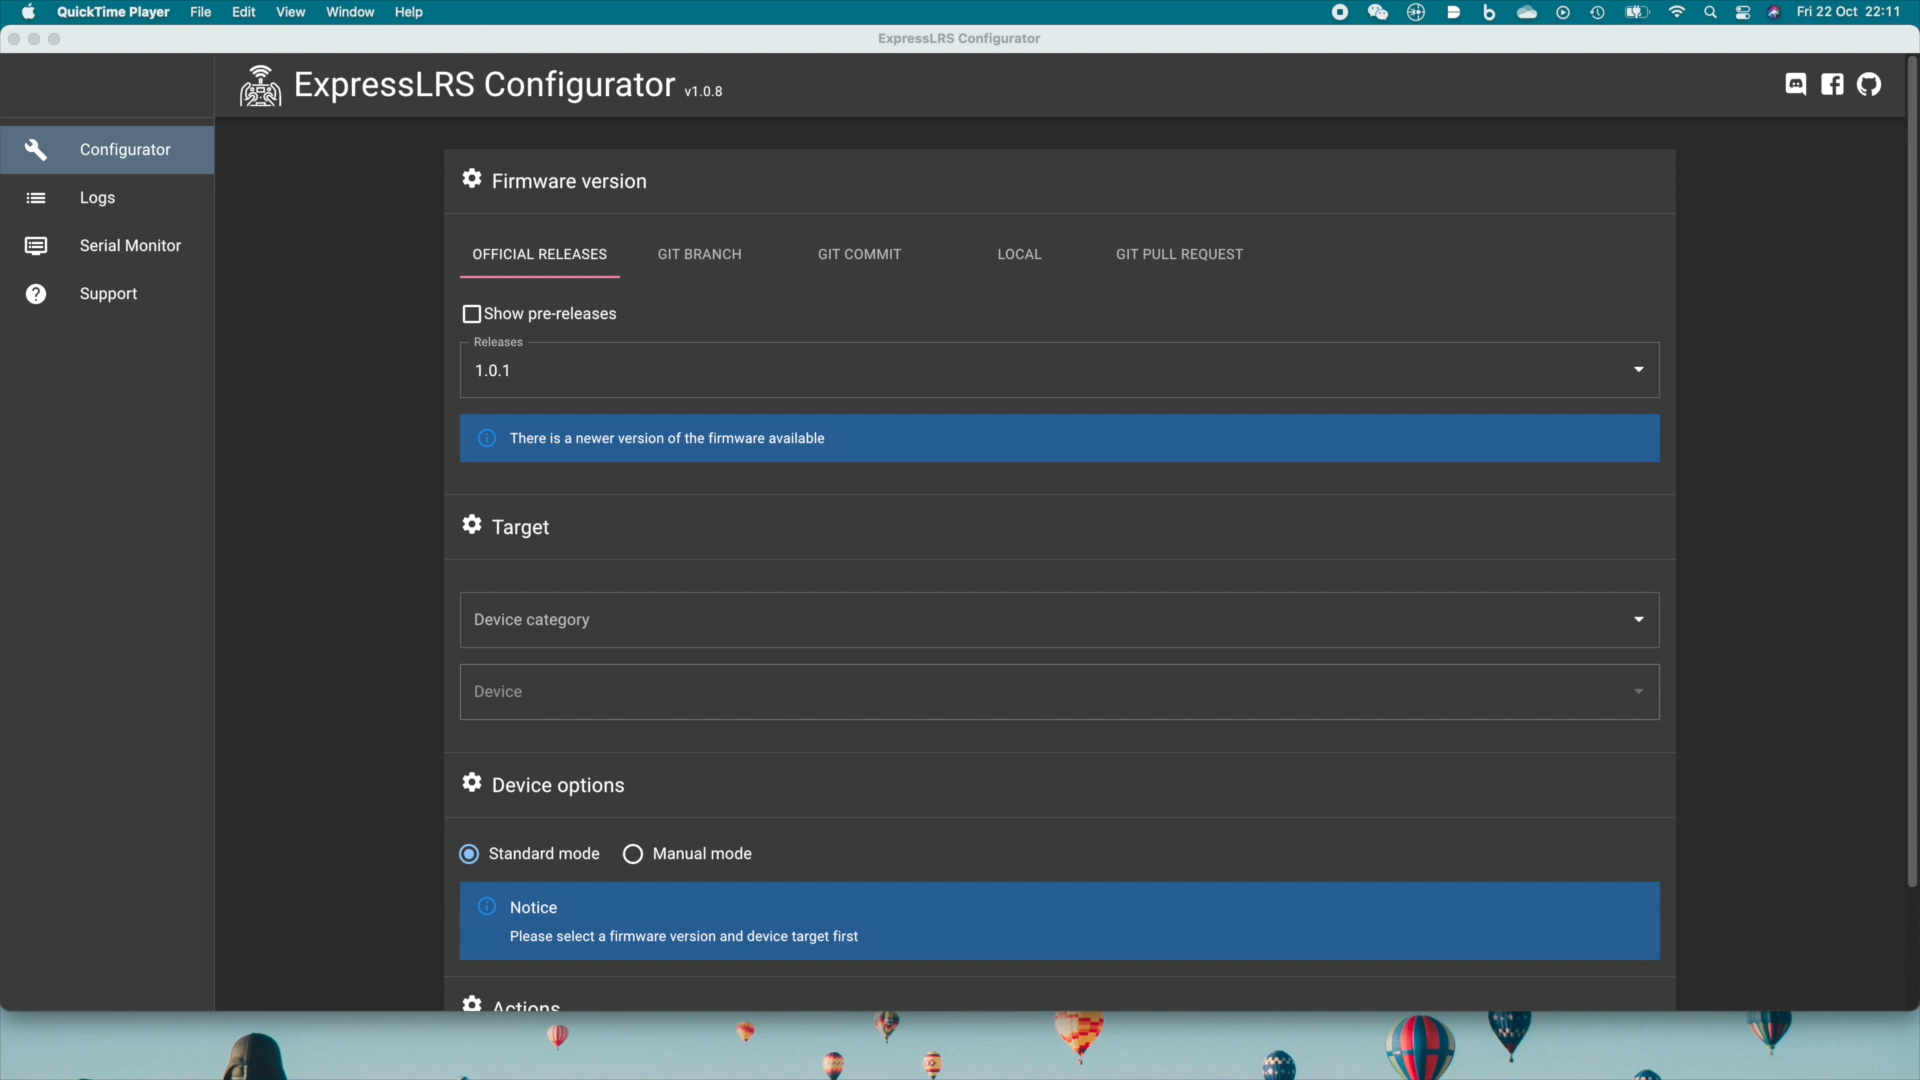 QuickTime Player File Edit View Window Help Fri 22 Oct 22:11
ExpressLRS Configurator
ExpressLRS Configurator v1.0.8
Configurator
Logs
Serial Monitor
Support
Firmware version
OFFICIAL RELEASES GIT BRANCH GIT COMMIT LOCAL GIT PULL REQUEST
Show pre-releases
Releases
1.0.1
There is a newer version of the firmware available
Target
Device category
Device
Device options
Standard mode Manual mode
Notice
Please select a firmware version and device target first
Actions